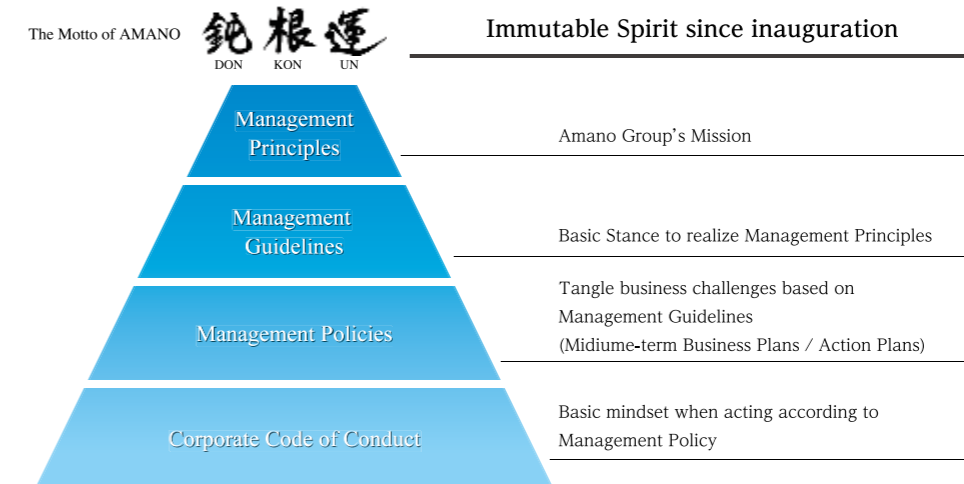 The Motto of AMANO
鈍根運
DON KON UN
Immutable Spirit since inauguration
Management
Principles
Amano Group's Mission
Management
Guidelines
Basic Stance to realize Management Principles
Management Policies
Tangle business challenges based on
Management Guidelines
(Midiume-term Business Plans / Action Plans)
Corporate Code of Conduct
Basic mindset when acting according to
Management Policy